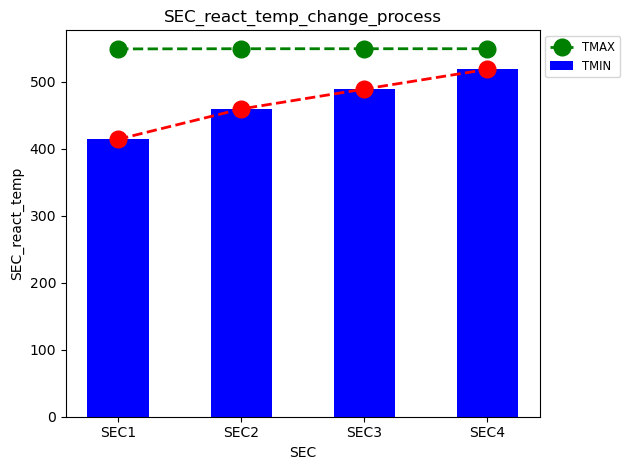 SEC_react_temp_change_process
TMAX
TMIN
SEC_react_temp
500
400
300
200
100
0
SEC1 SEC2 SEC3 SEC4
SEC